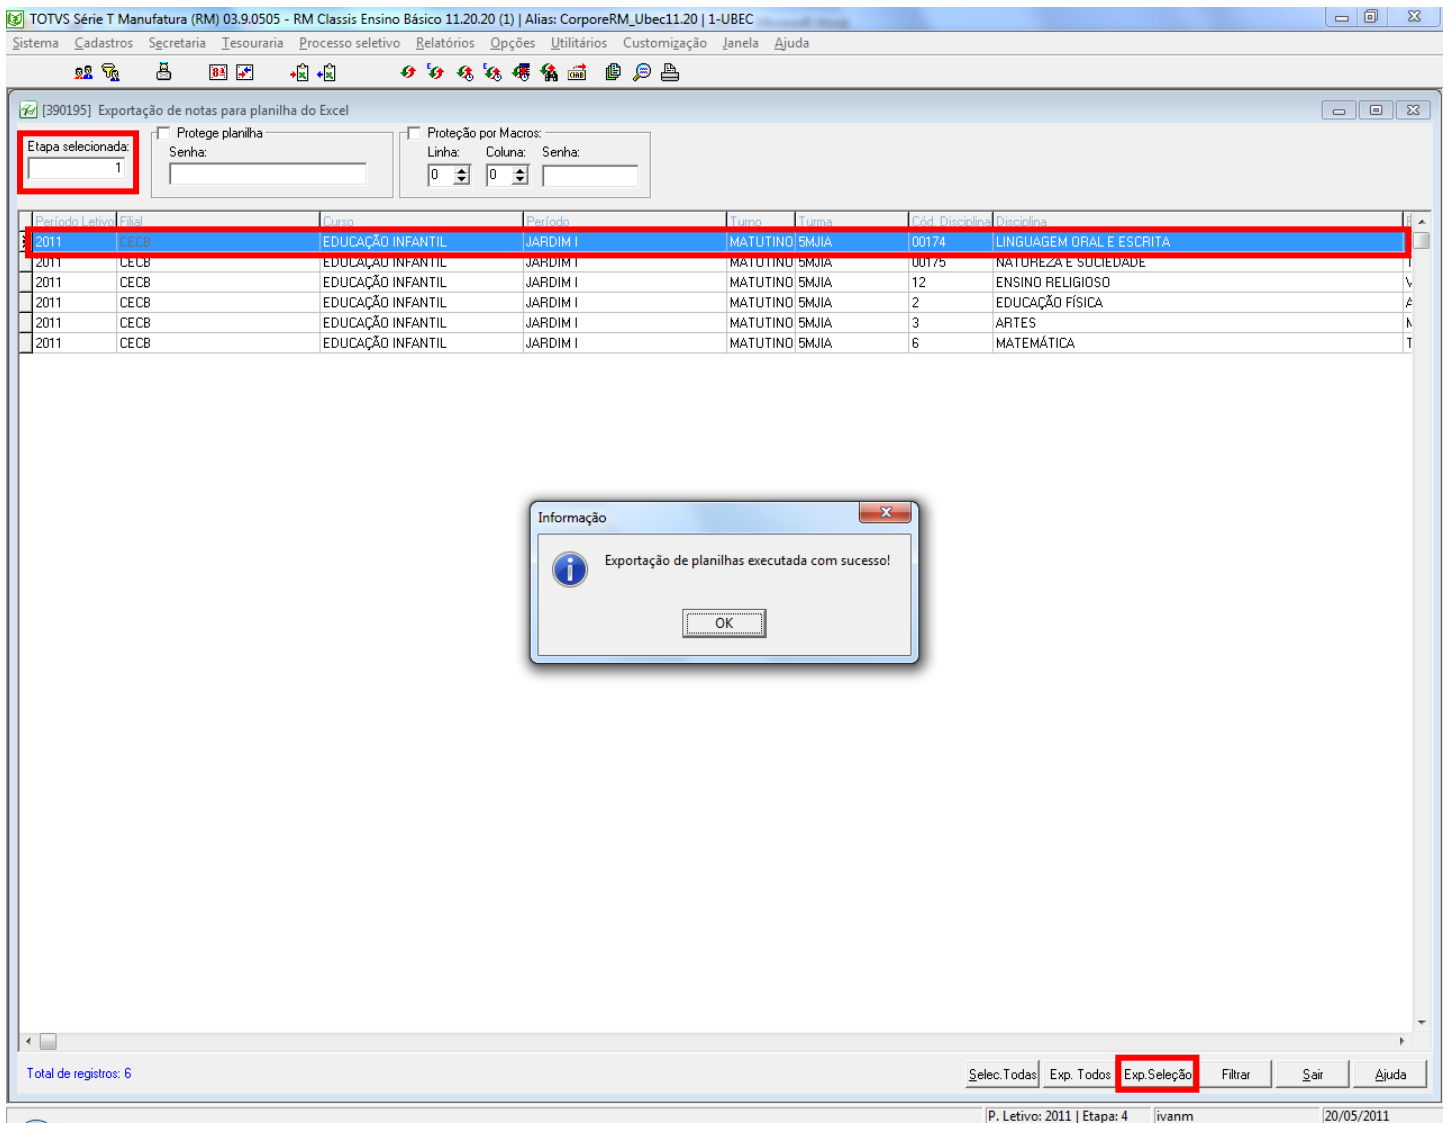 TOTVS Série T Manufatura (RM) 03.9.0505 - RM Classis Ensino Básico 11.20.20 (1) | Alias: CorporeRM_Ubec11.20 | 1-UBEC
Sistema Cadastros Secretaria Tesouraria Processo seletivo Relatórios Opções Utilitários Customização Janela Ajuda
[390195] Exportação de notas para planilha do Excel
Etapa selecionada: Protege planilha Proteção por Macros:
Senha: Linha: Coluna: Senha:
1 0 0
Período Letivo Filial Curso Período Turno Turma Cód. Disciplina Disciplina
2011 CECB EDUCAÇÃO INFANTIL JARDIM I MATUTINO 5MJIA 00174 LINGUAGEM ORAL E ESCRITA
2011 CECB EDUCAÇÃO INFANTIL JARDIM I MATUTINO 5MJIA 00175 NATUREZA E SOCIEDADE
2011 CECB EDUCAÇÃO INFANTIL JARDIM I MATUTINO 5MJIA 12 ENSINO RELIGIOSO
2011 CECB EDUCAÇÃO INFANTIL JARDIM I MATUTINO 5MJIA 2 EDUCAÇÃO FÍSICA
2011 CECB EDUCAÇÃO INFANTIL JARDIM I MATUTINO 5MJIA 3 ARTES
2011 CECB EDUCAÇÃO INFANTIL JARDIM I MATUTINO 5MJIA 6 MATEMÁTICA
Informação
Exportação de planilhas executada com sucesso!
OK
Total de registros: 6 Selec.Todas Exp. Todos Exp.Seleção Filtrar Sair Ajuda
P. Letivo: 2011 | Etapa: 4 ivanm 20/05/2011